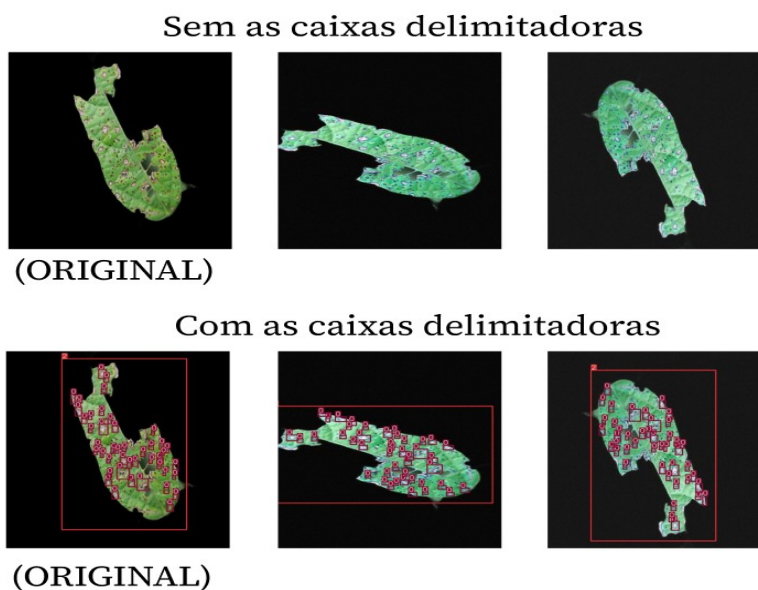 Sem as caixas delimitadoras
(ORIGINAL)
Com as caixas delimitadoras
(ORIGINAL)